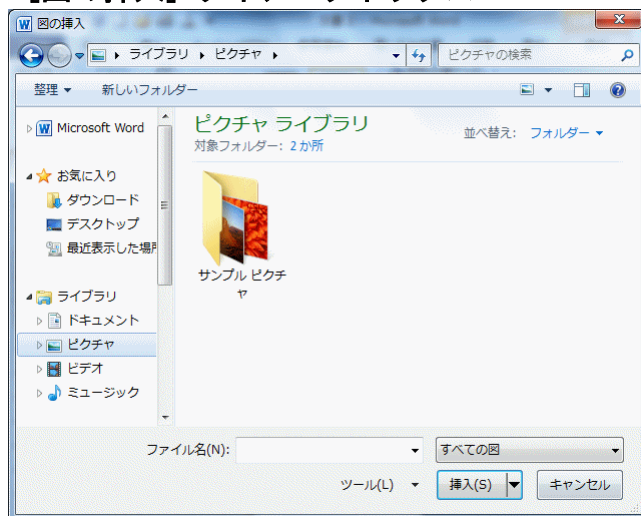 図の挿入
ライブラリ ピクチャ
ピクチャの検索
整理 新しいフォルダー
Microsoft Word
お気に入り
ダウンロード
デスクトップ
最近表示した場所
ライブラリ
ドキュメント
ピクチャ
ビデオ
ミュージック
ピクチャ ライブラリ
対象フォルダー: 2 か所
並べ替え: フォルダー
サンプル ピクチ
ャ
ファイル名(N):
すべての図
ツール(L) 挿入(S) キャンセル